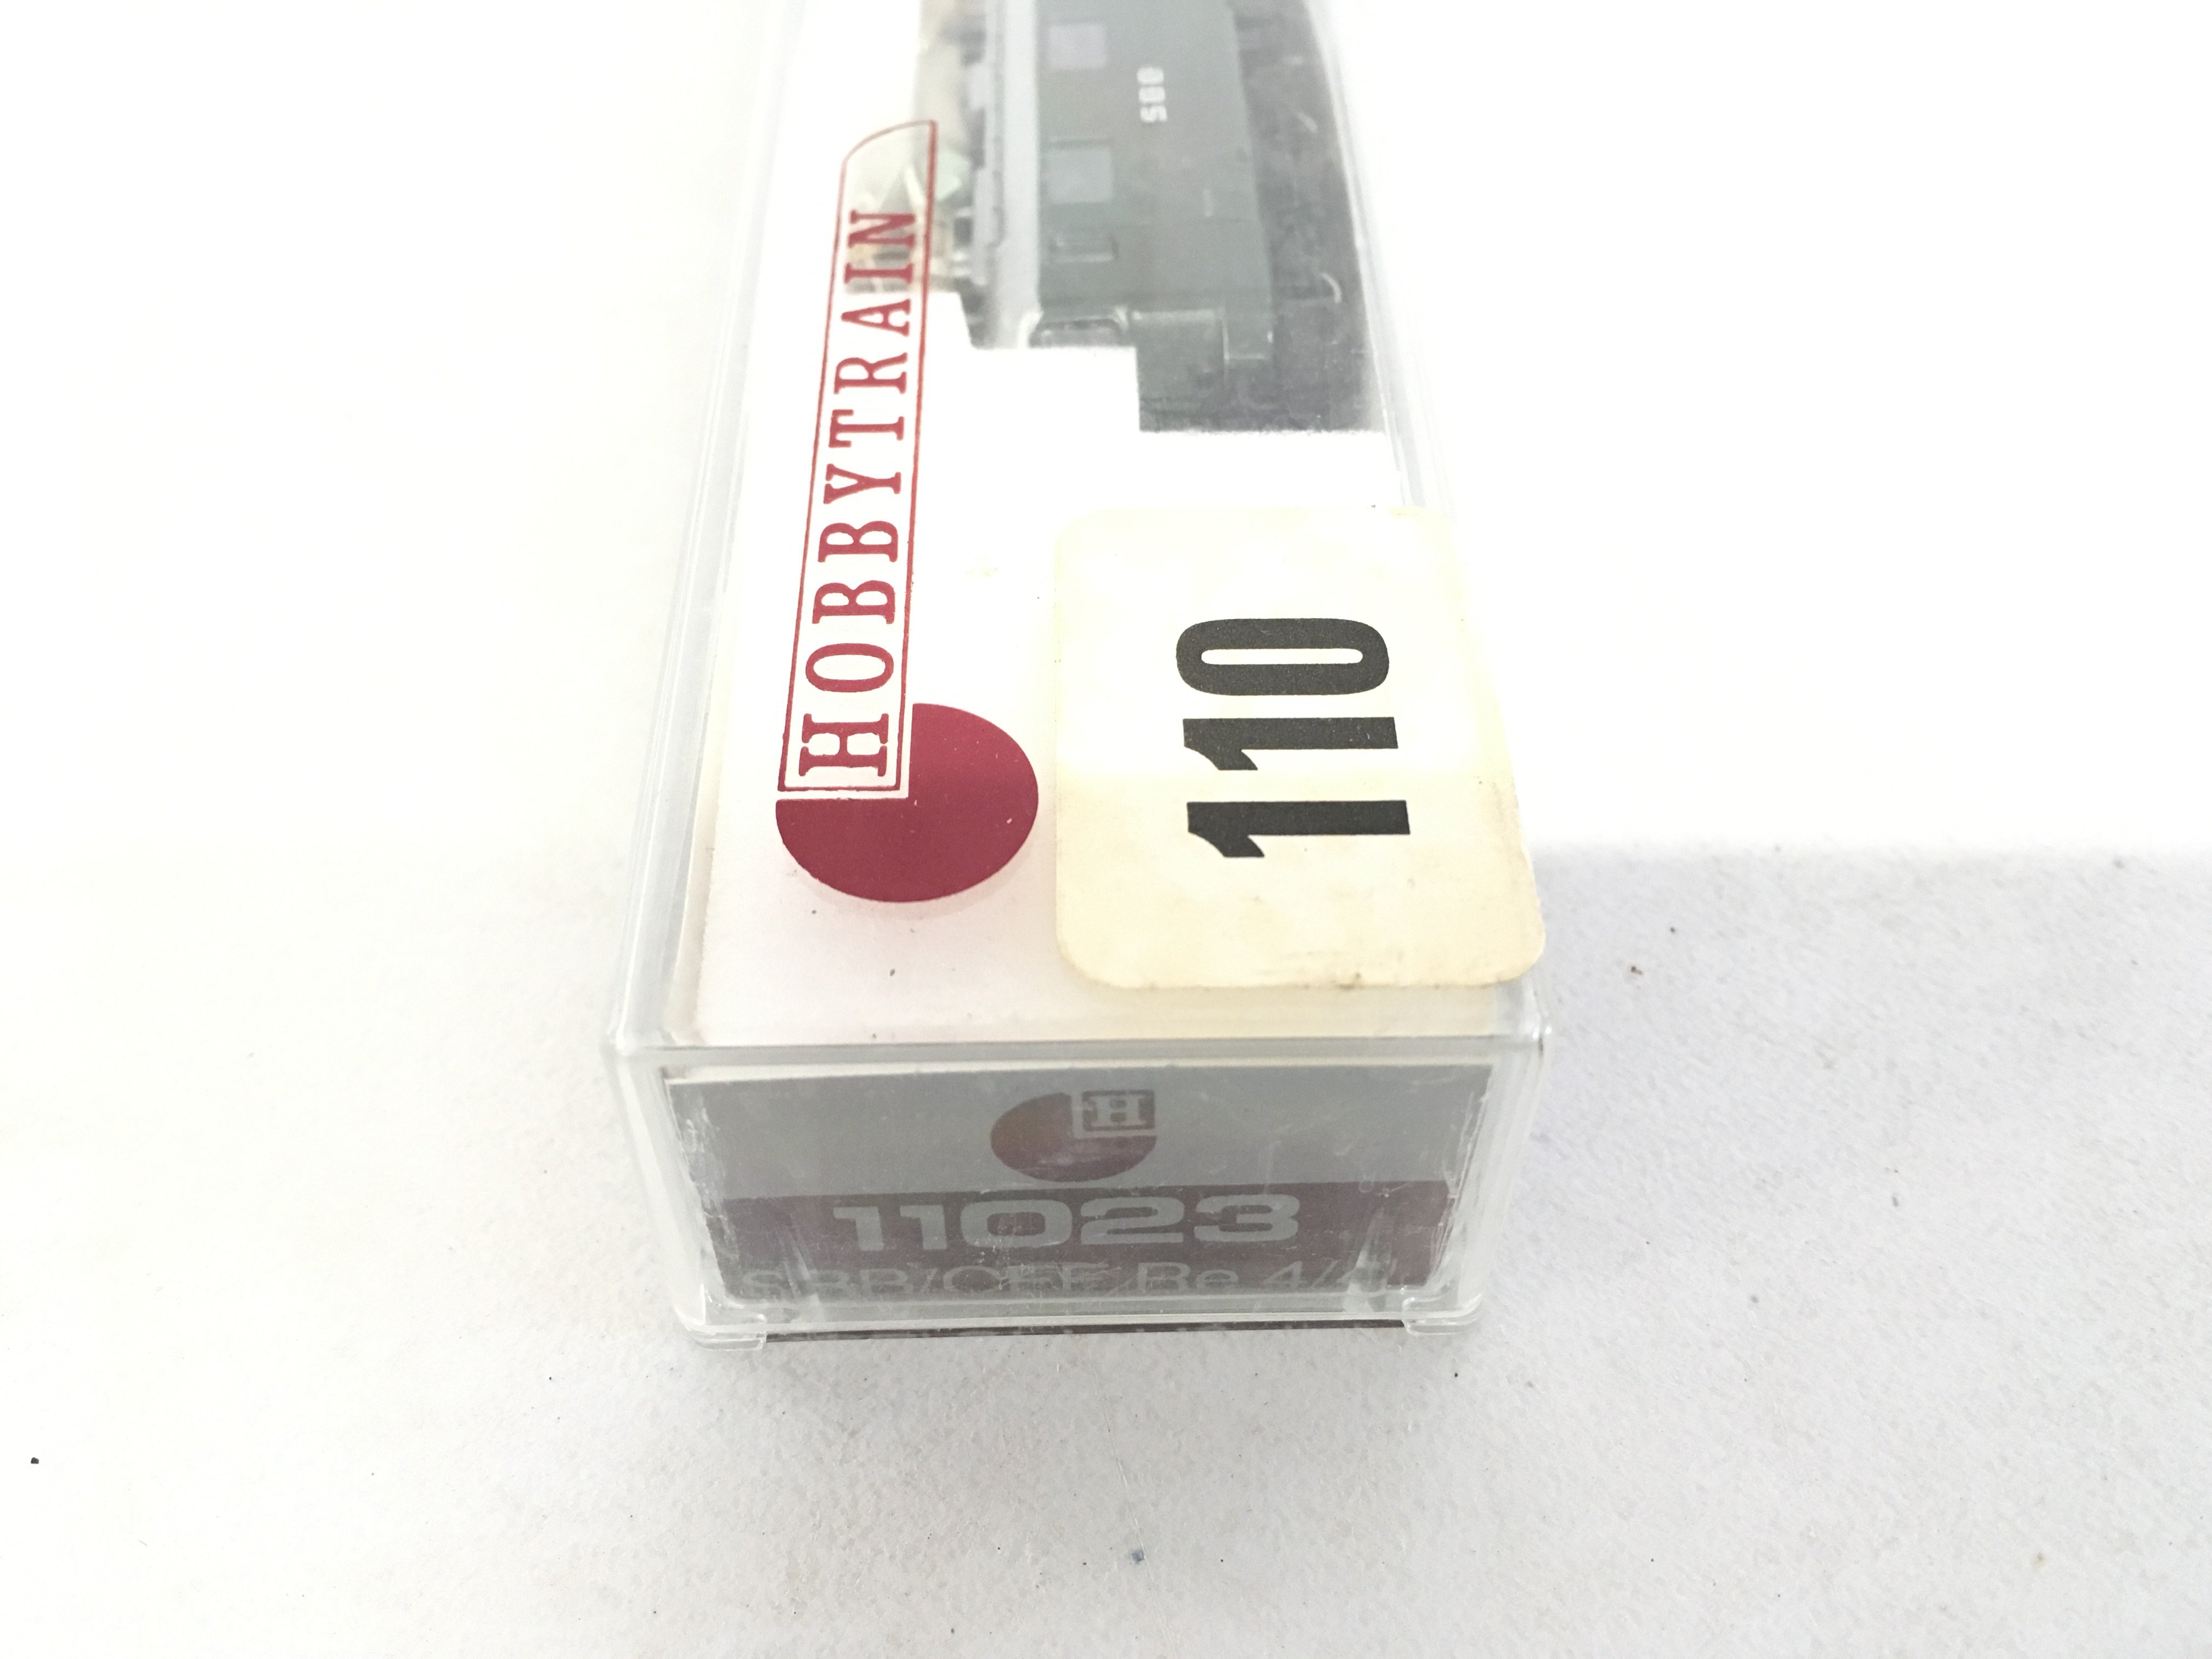 SBB
HOBBYTRAIN
110
H
11023
SBB/CFF Re 4/4